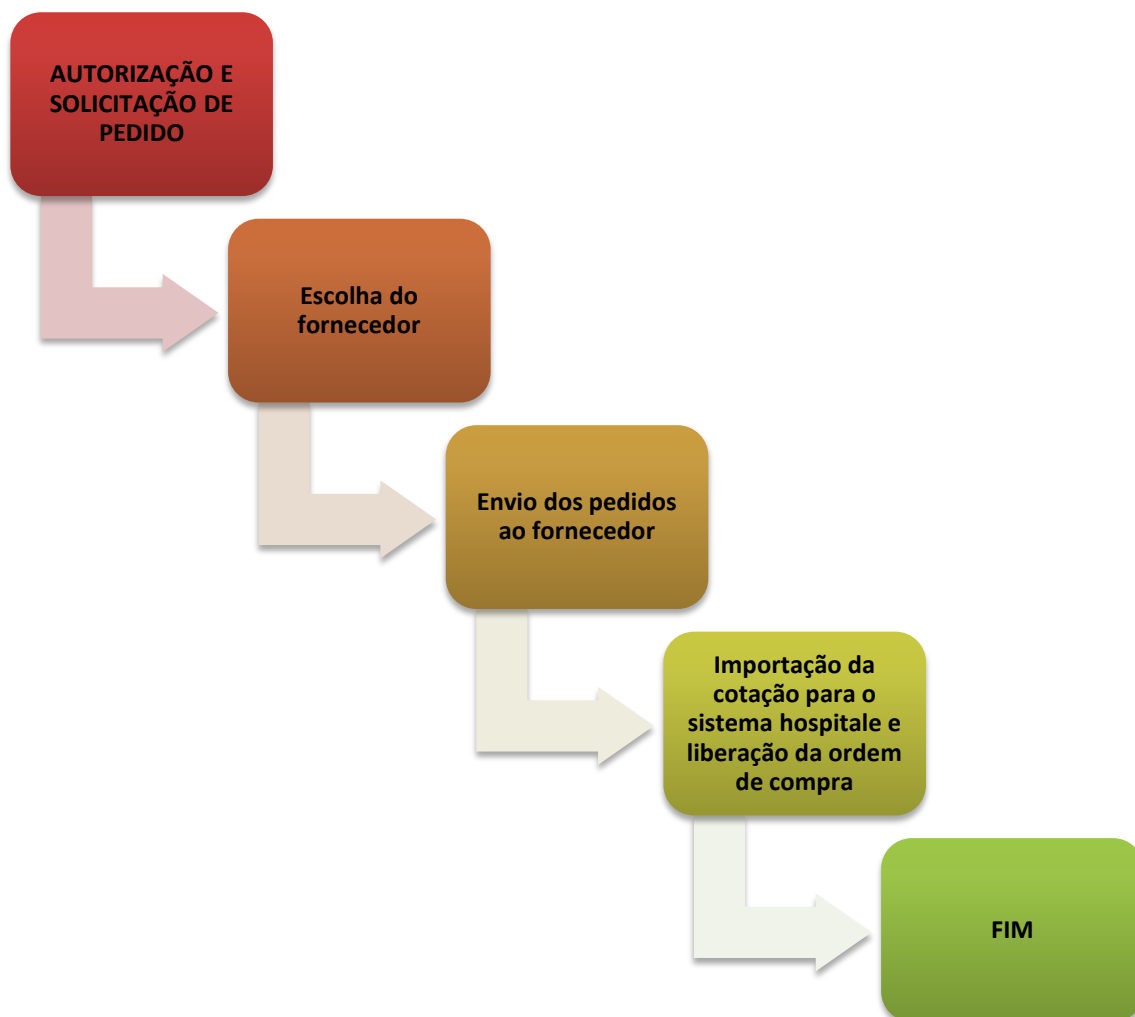 AUTORIZAÇÃO E
SOLICITAÇÃO DE
PEDIDO
Escolha do
fornecedor
Envio dos pedidos
ao fornecedor
Importação da
cotação para o
sistema hospitale e
liberação da ordem
de compra
FIM